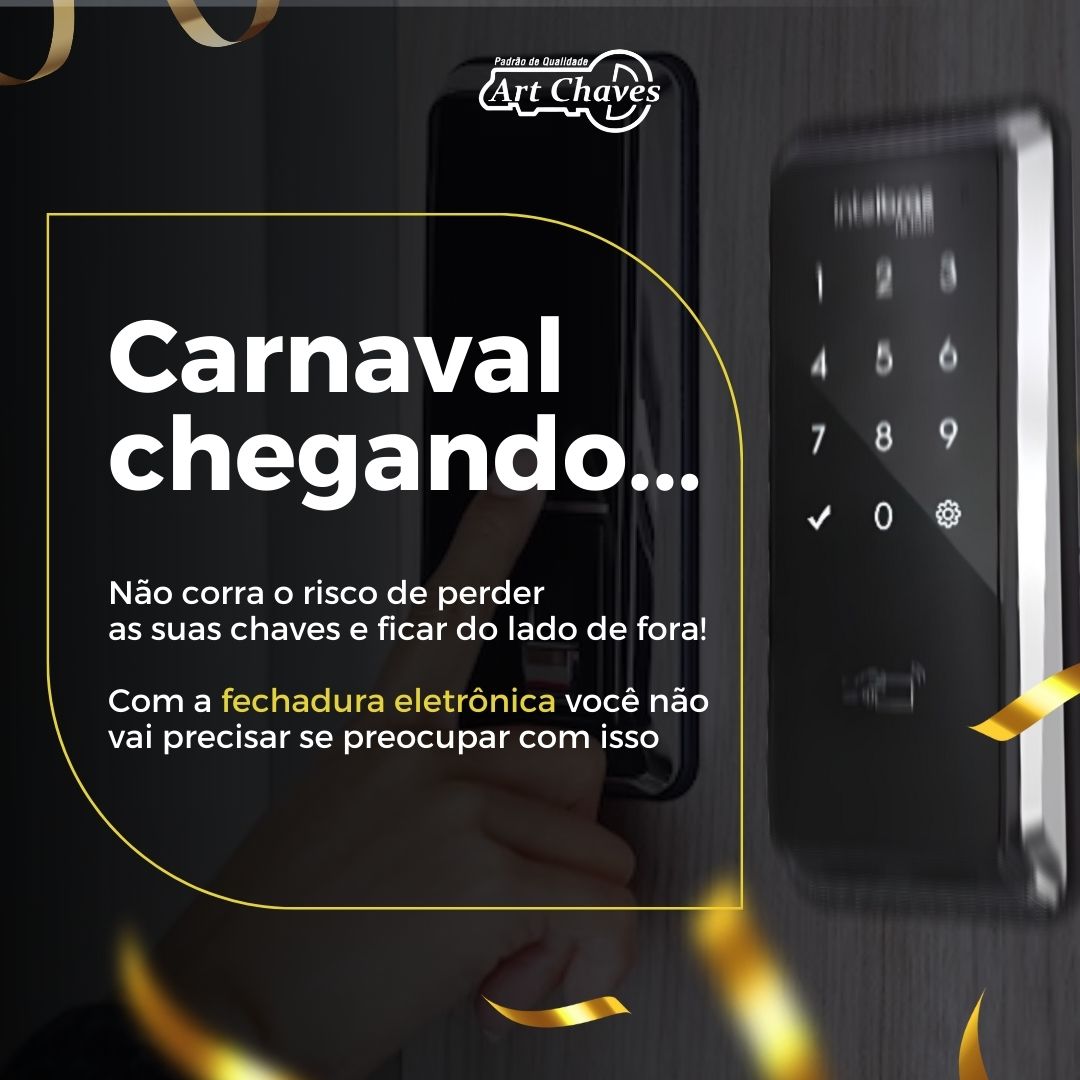 Padrão de Qualidade
Art Chaves
intelbras
1 2 3
4 5 6
7 8 9
0
Carnaval
chegando...
Não corra o risco de perder
as suas chaves e ficar do lado de fora!
Com a fechadura eletrônica você não
vai precisar se preocupar com isso